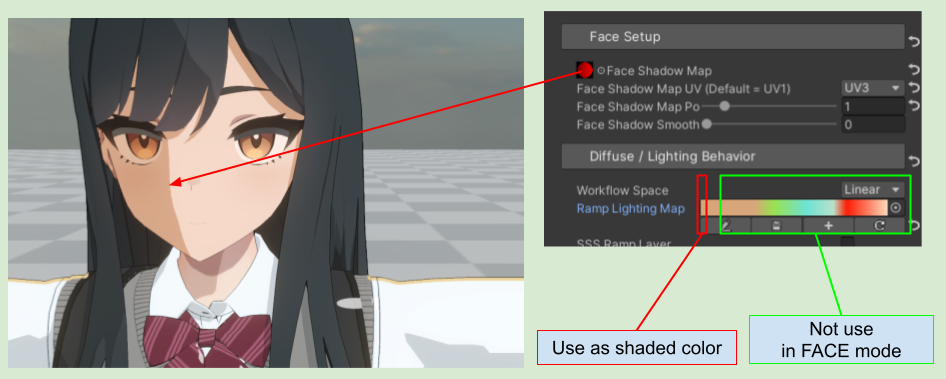 Face Setup
Face Shadow Map
Face Shadow Map UV (Default = UV1)
UV3
Face Shadow Map Po
1
Face Shadow Smooth
0
Diffuse / Lighting Behavior
Workflow Space
Linear
Ramp Lighting Map
SSS Ramp Layer
Use as shaded color
Not use
in FACE mode